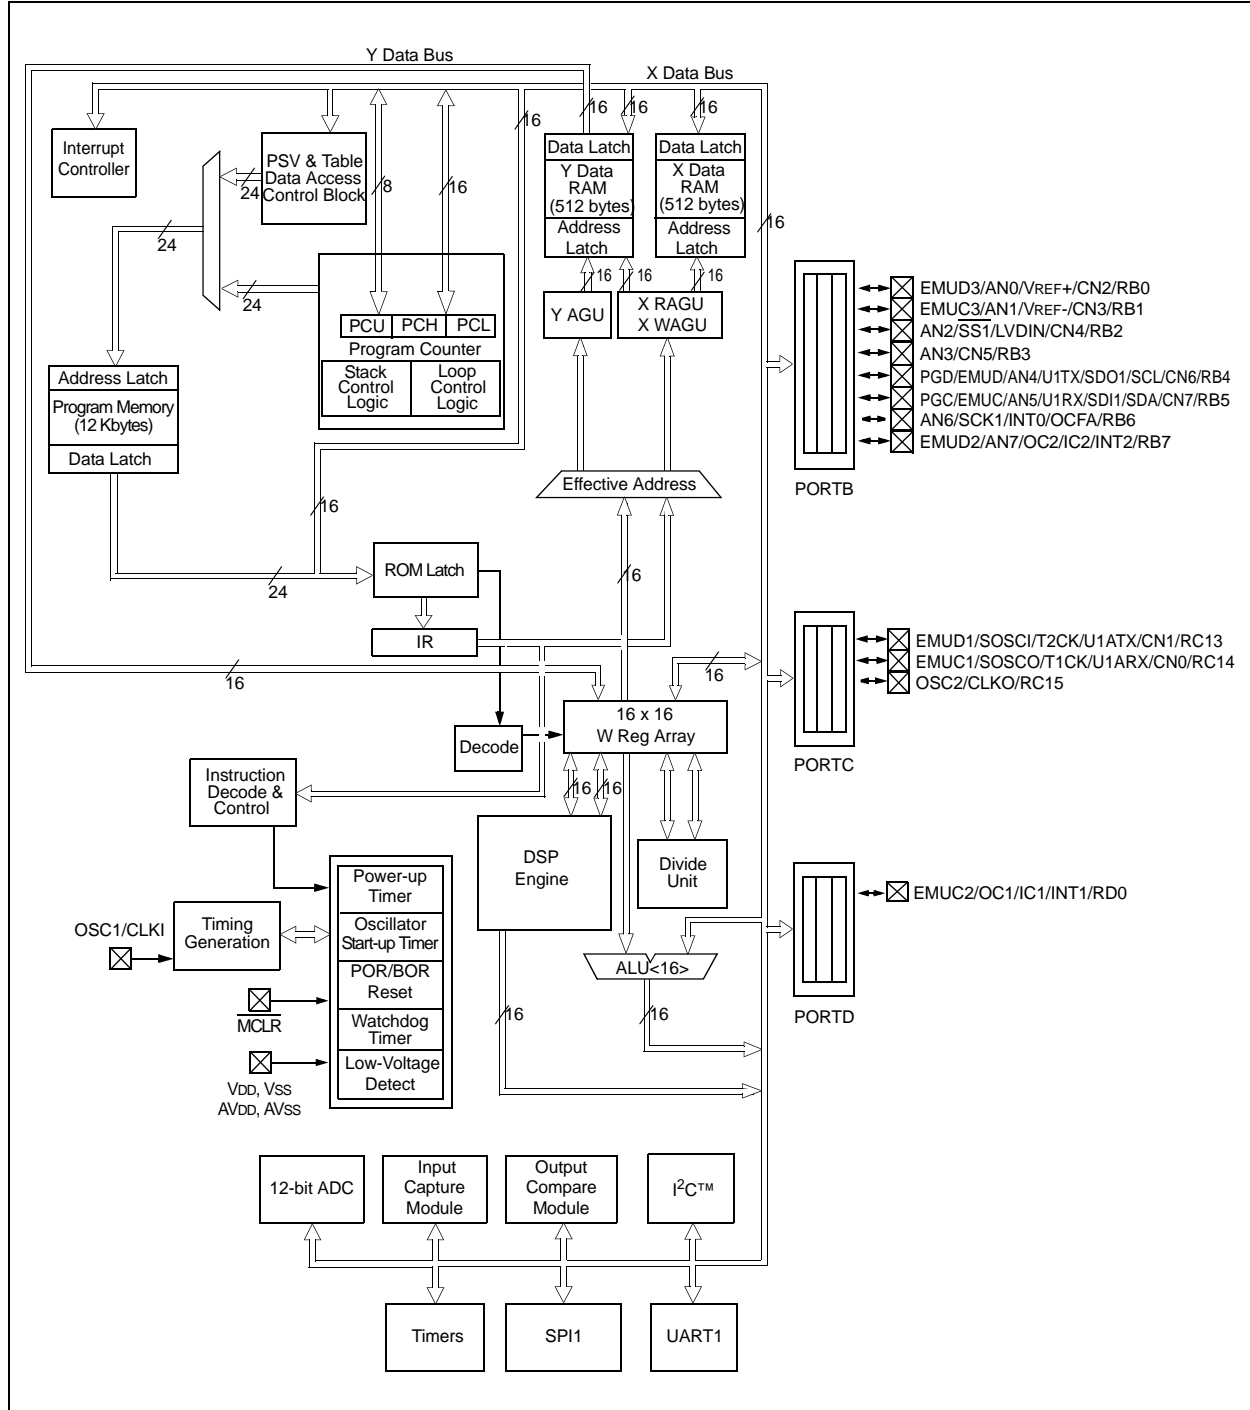 Y Data Bus
X Data Bus
16
16
16
16
Interrupt
Controller
PSV & Table
Data Access
Control Block
24
24
8
16
24
Data Latch
Y Data
RAM
(512 bytes)
Address
Latch
Data Latch
X Data
RAM
(512 bytes)
Address
Latch
16
16
16
16
Y AGU
X RAGU
X WAGU
PCU PCH PCL
Program Counter
Stack
Control
Logic
Loop
Control
Logic
Address Latch
Program Memory
(12 Kbytes)
Data Latch
16
24
Effective Address
16
ROM Latch
IR
16
16
16 x 16
W Reg Array
Decode
Instruction
Decode &
Control
16
16
DSP
Engine
Divide
Unit
Power-up
Timer
Oscillator
Start-up Timer
POR/BOR
Reset
Watchdog
Timer
Low-Voltage
Detect
OSC1/CLKI
Timing
Generation
MCLR
VDD, VSS
AVDD, AVSS
ALU<16>
16
16
EMUD3/AN0/VREF+/CN2/RB0
EMUC3/AN1/VREF-/CN3/RB1
AN2/SS1/LVDIN/CN4/RB2
AN3/CN5/RB3
PGD/EMUD/AN4/U1TX/SDO1/SCL/CN6/RB4
PGC/EMUC/AN5/U1RX/SDI1/SDA/CN7/RB5
AN6/SCK1/INT0/OCFA/RB6
EMUD2/AN7/OC2/IC2/INT2/RB7
PORTB
EMUD1/SOSCI/T2CK/U1ATX/CN1/RC13
EMUC1/SOSCO/T1CK/U1ARX/CN0/RC14
OSC2/CLKO/RC15
PORTC
EMUC2/OC1/IC1/INT1/RD0
PORTD
12-bit ADC
Input
Capture
Module
Output
Compare
Module
I²C™
Timers
SPI1
UART1